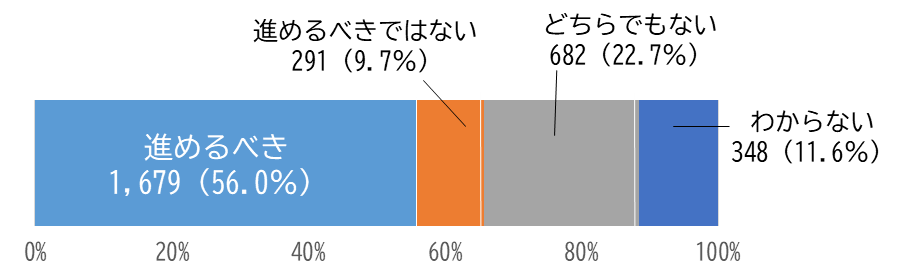 進めるべきではない
291（9.7%）
どちらでもない
682（22.7%）
わからない
348（11.6%）
進めるべき
1,679（56.0%）
0%
20%
40%
60%
80%
100%